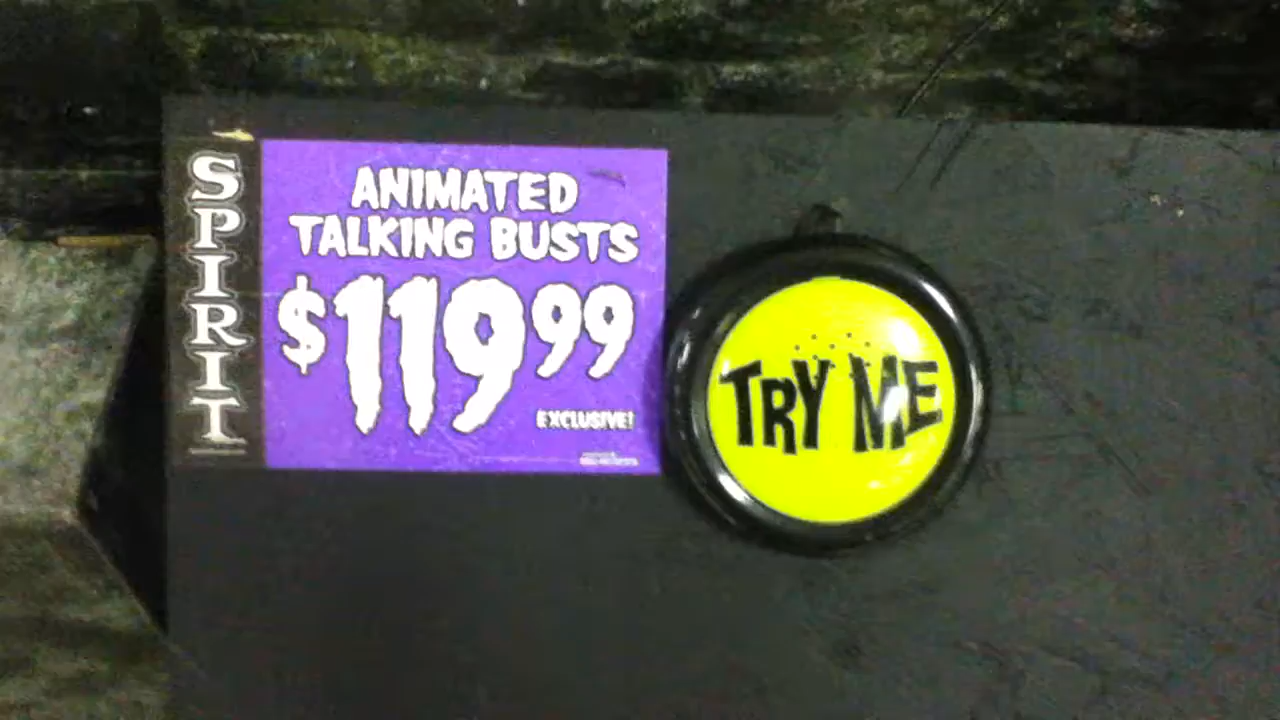 SPIRIT
ANIMATED
TALKING BUSTS
$119.99
EXCLUSIVE!
TRY ME